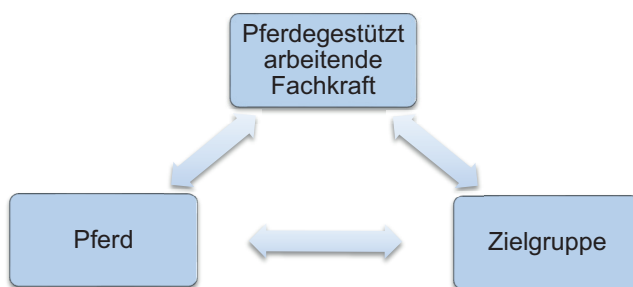 Pferdegestützt
arbeitende
Fachkraft
Pferd
Zielgruppe